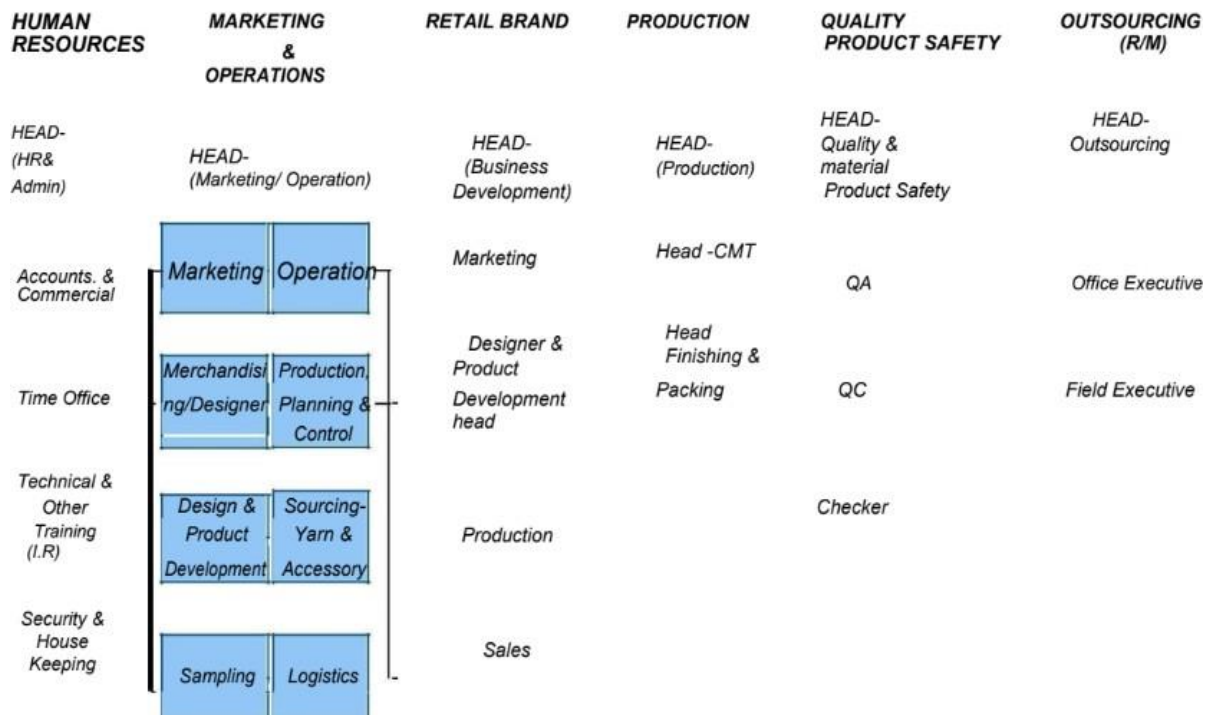 HUMAN
RESOURCES
MARKETING
&
OPERATIONS
RETAIL BRAND
PRODUCTION
QUALITY
PRODUCT SAFETY
OUTSOURCING
(R/M)
HEAD-
(HR&
Admin)
HEAD-
(Marketing/ Operation)
HEAD-
(Business
Development)
HEAD-
(Production)
HEAD-
Quality &
material
Product Safety
HEAD-
Outsourcing
Accounts. &
Commercial
Marketing
Operation
Marketing
Head -CMT
QA
Office Executive
Time Office
Merchandisi
ng/Designer
Production,
Planning &
Control
Designer &
Product
Development
head
Head
Finishing &
Packing
QC
Field Executive
Technical &
Other
Training
(I.R)
Design &
Product
Development
Sourcing-
Yarn &
Accessory
Production
Checker
Security &
House
Keeping
Sampling
Logistics
Sales